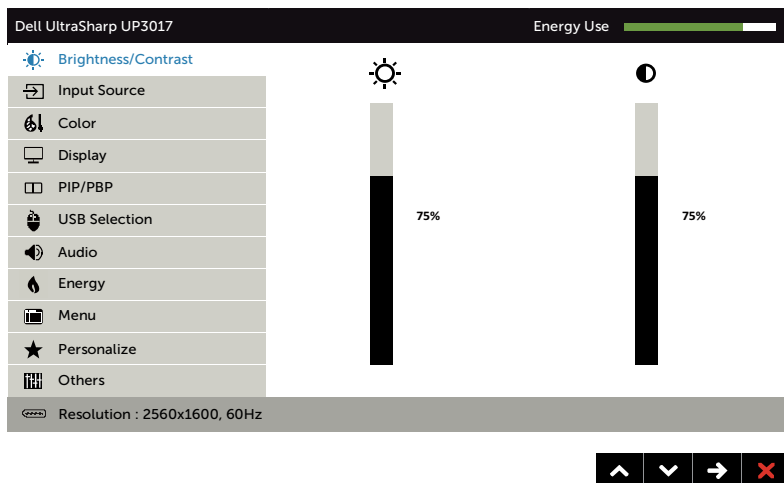 Dell UltraSharp UP3017
Energy Use
Brightness/Contrast
Input Source
Color
Display
PIP/PBP
USB Selection
75%
75%
Audio
Energy
Menu
Personalize
Others
Resolution : 2560x1600, 60Hz